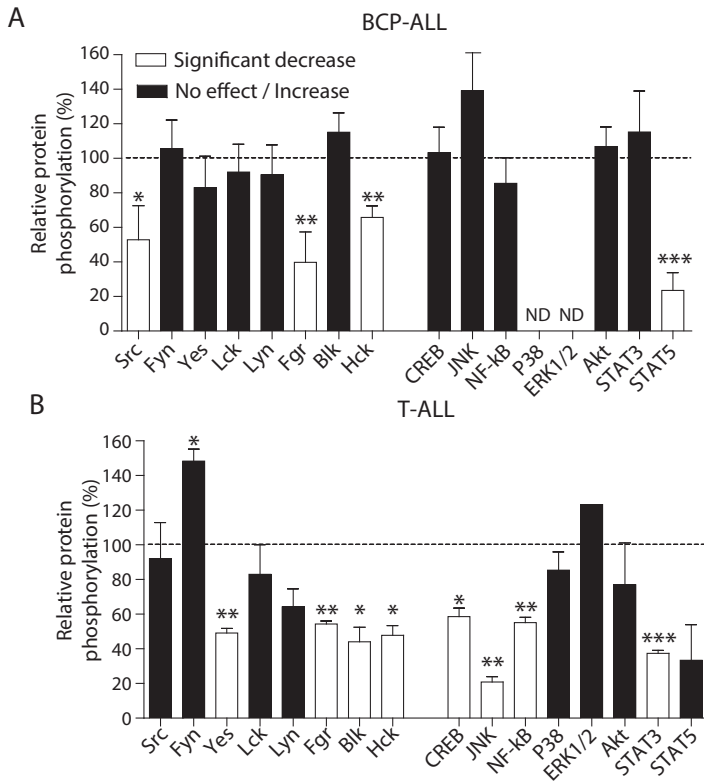 A
BCP-ALL
Significant decrease
No effect / Increase
Relative protein
phosphorylation (%)
160
140
120
100
80
60
40
20
0
*
**
**
***
ND ND
Src Fyn Yes Lck Lyn Fgr Blk Hck CREB JNK NF-kB P38 ERK1/2 Akt STAT3 STAT5
B
T-ALL
Relative protein
phosphorylation (%)
160
140
120
100
80
60
40
20
0
*
**
**
*
*
*
**
**
***
Src Fyn Yes Lck Lyn Fgr Blk Hck CREB JNK NF-kB P38 ERK1/2 Akt STAT3 STAT5